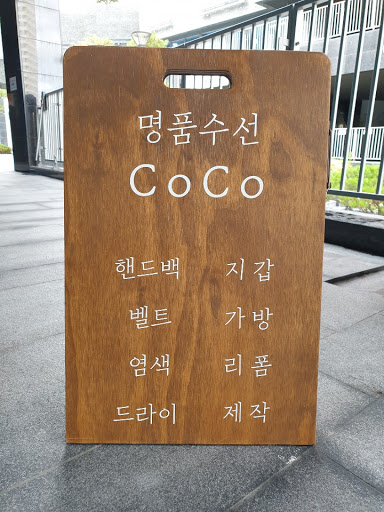 명품수선
CoCo
핸드백 지갑
벨트 가방
염색 리폼
드라이 제작